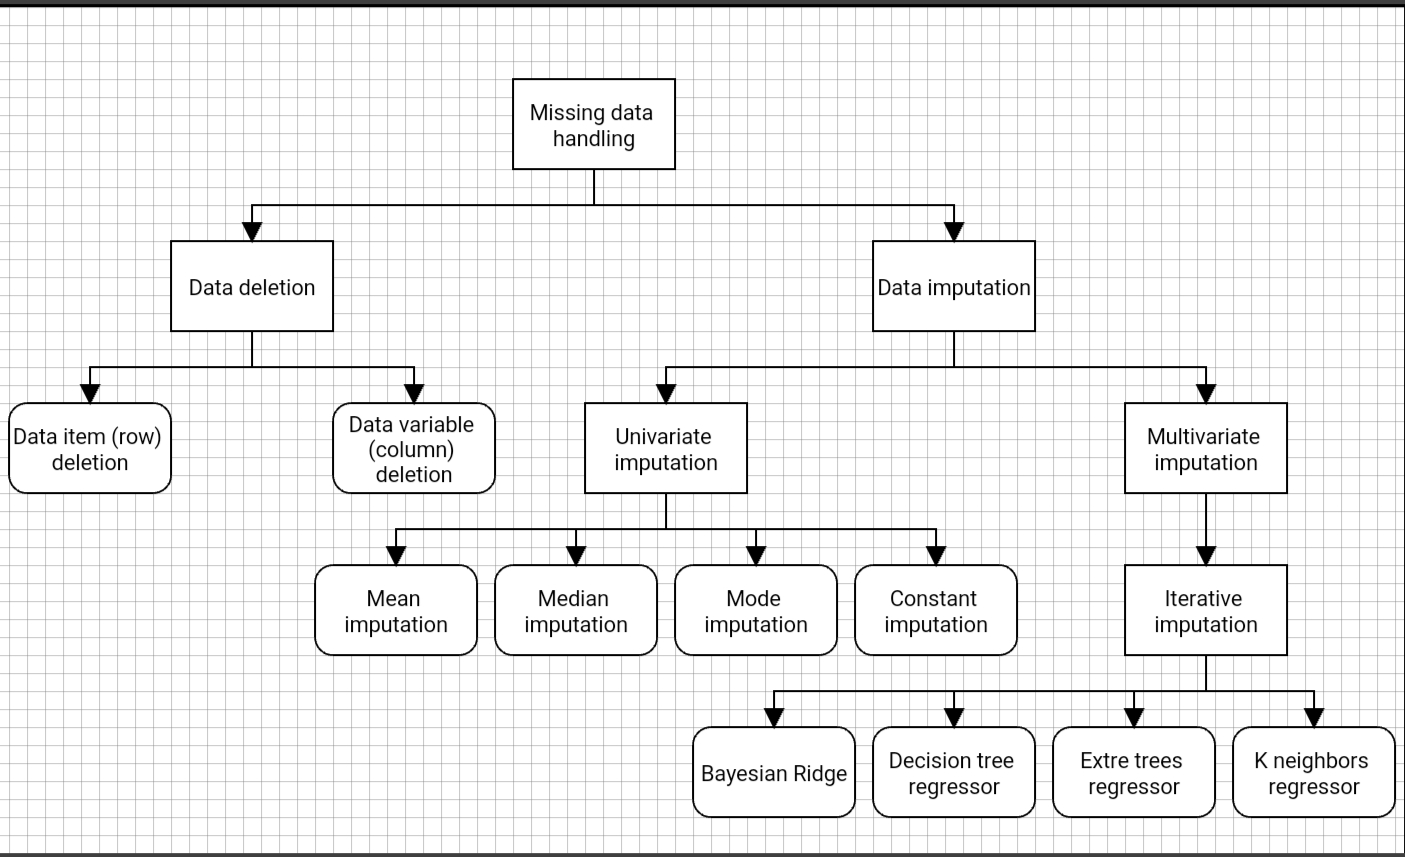 Missing data
handling
Data deletion
Data imputation
Data item (row)
deletion
Data variable
(column)
deletion
Univariate
imputation
Multivariate
imputation
Mean
imputation
Median
imputation
Mode
imputation
Constant
imputation
Iterative
imputation
Bayesian Ridge
Decision tree
regressor
Extre trees
regressor
K neighbors
regressor